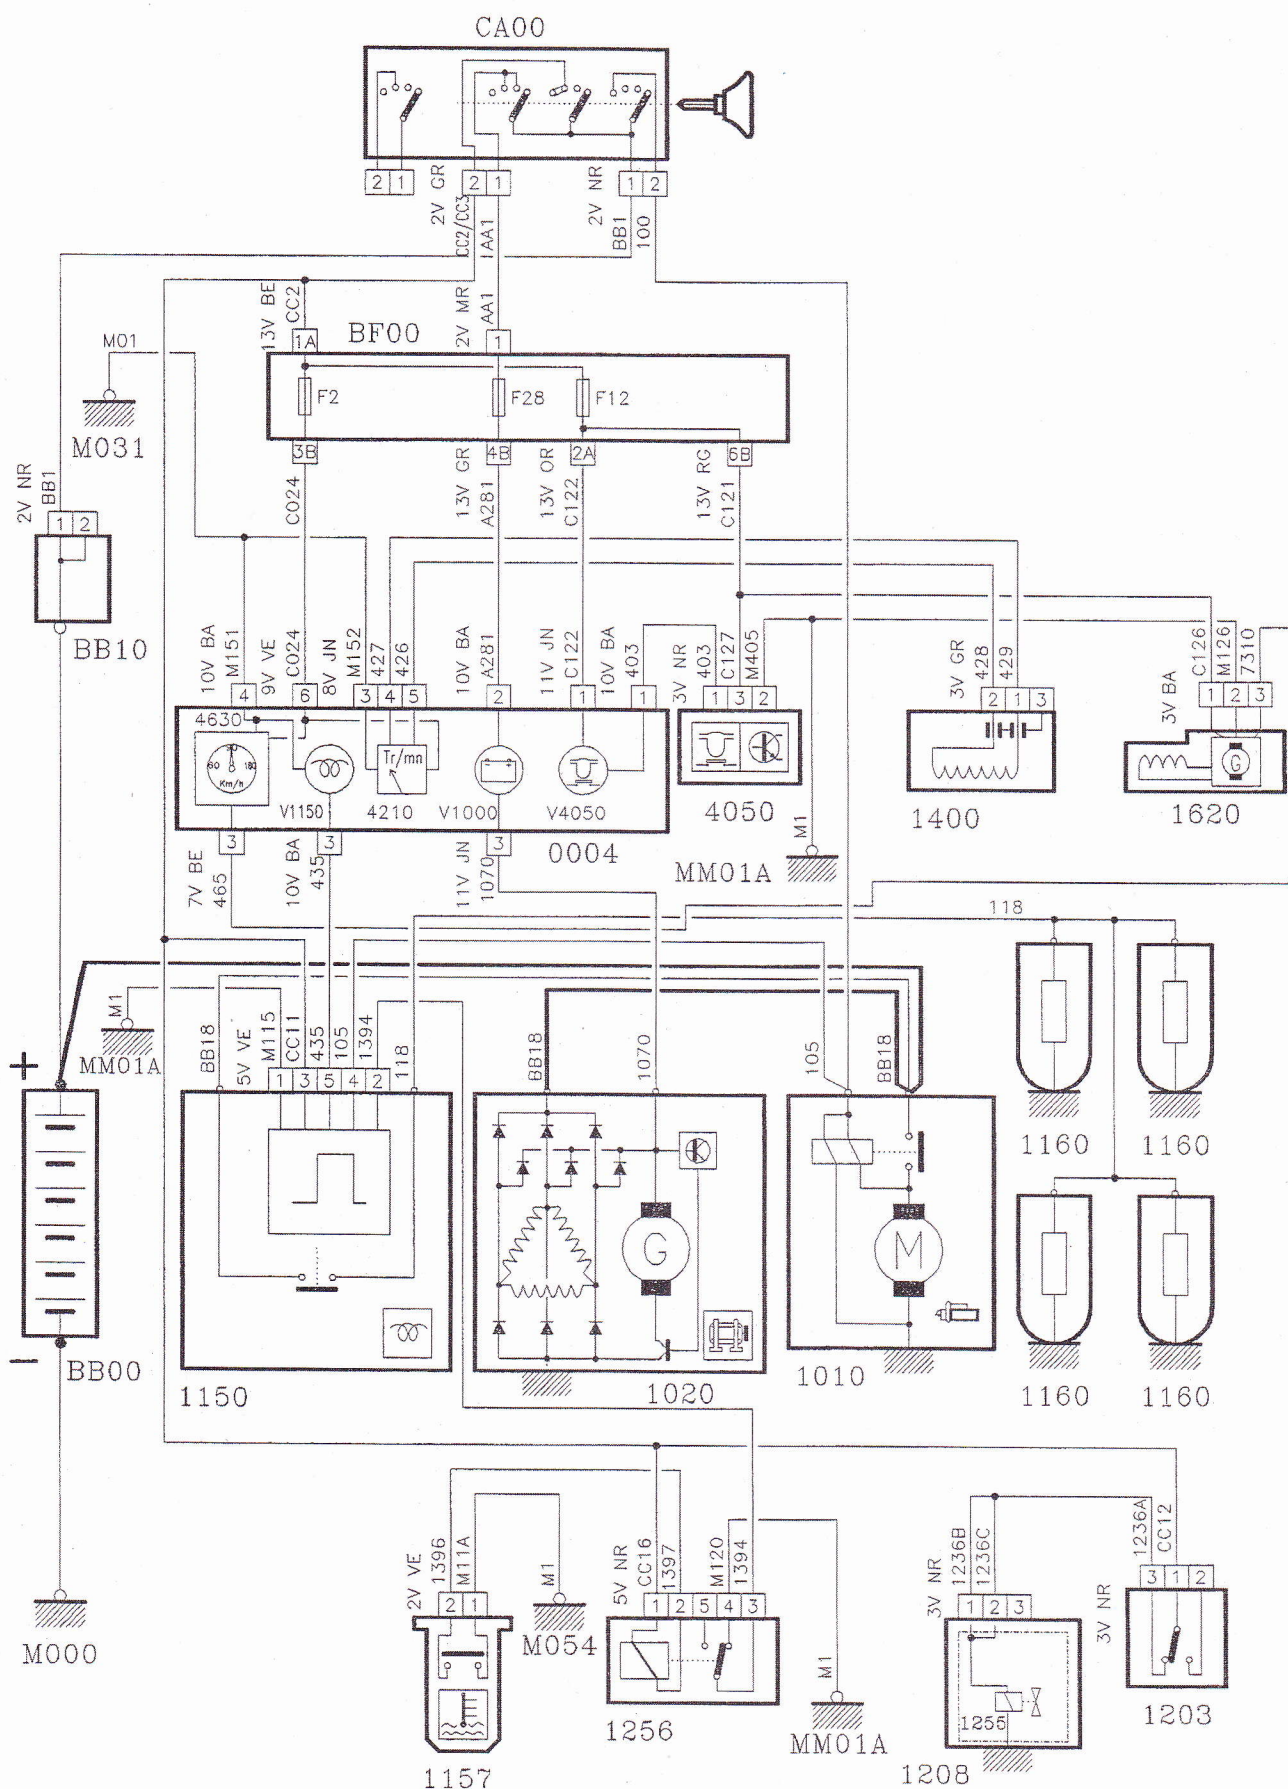 CA00
2 1
2V GR
2 1
2V NR
1 2
CC2/CC3
1AA1
BB1
100
13V BE
CC2
2V MR
AA1
M01
1A
BF00
1
F2
F28
F12
M031
3B
4B
2A
6B
2V NR
BB1
C024
13V GR
A281
13V OR
C122
13V RG
C121
1 2
BB10
10V BA
M151
9V VE
C024
8V JN
M152
427
426
10V BA
A281
11V JN
C122
10V BA
403
3V NR
403
C127
M405
3V GR
428
429
3V BA
C126
M126
7310
4
6
3 4 5
2
1
1
1 3 2
2 1 3
1 2 3
4630
60 90 180
Km/h
V1150
Tr/mn
4210
V1000
V4050
G
4050
1400
1620
3
3
3
0004
M1
MM01A
7V BE
465
10V BA
435
11V JN
1070
118
M1
MM01A
BB18
5V VE
M115
CC11
435
105
1394
118
BB18
1070
105
BB18
1 3 5 4 2
+
-
BB00
G
M
1160
1160
1160
1160
1150
1020
1010
M000
2V VE
1396
M11A
M1
5V NR
CC16
1397
M120
1394
M1
3V NR
1236B
1236C
1236A
CC12
3V NR
2 1
1 2 5 4 3
1 2 3
3 1 2
M054
1256
MM01A
1255
1203
1157
1208